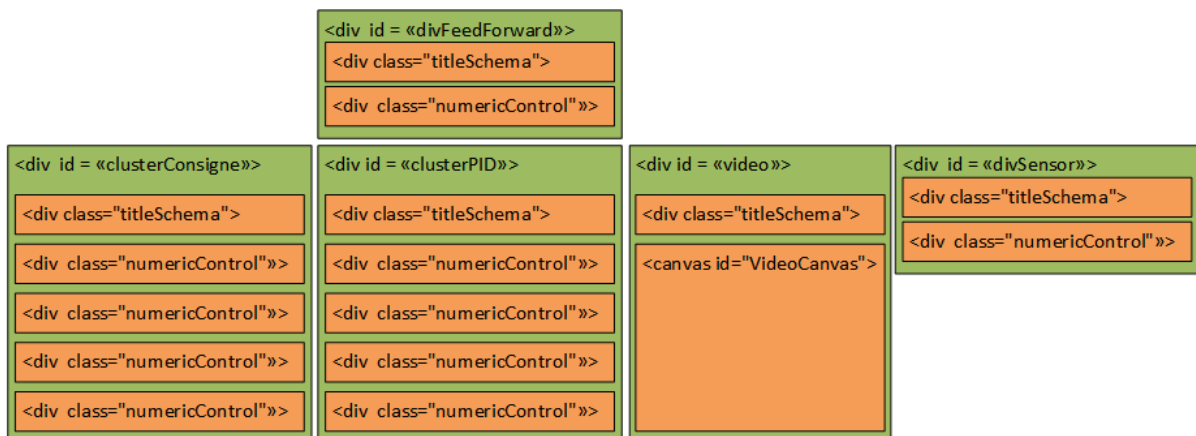 <div  id = «divFeedForward»>
<div class="titleSchema">
<div  class="numericControl"»>
<div  id = «clusterConsigne»>
<div class="titleSchema">
<div  class="numericControl"»>
<div  class="numericControl"»>
<div  class="numericControl"»>
<div  class="numericControl"»>
<div id = «clusterPID»>
<div class="titleSchema">
<div  class="numericControl"»>
<div  class="numericControl"»>
<div  class="numericControl"»>
<div  class="numericControl"»>
<div id = «video»>
<div class="titleSchema">
<canvas id="VideoCanvas">
<div  id = «divSensor»>
<div class="titleSchema">
<div  class="numericControl"»>